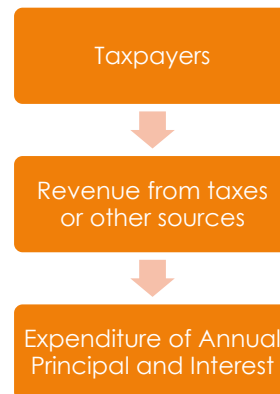 Taxpayers
Revenue from taxes
or other sources
Expenditure of Annual
Principal and Interest